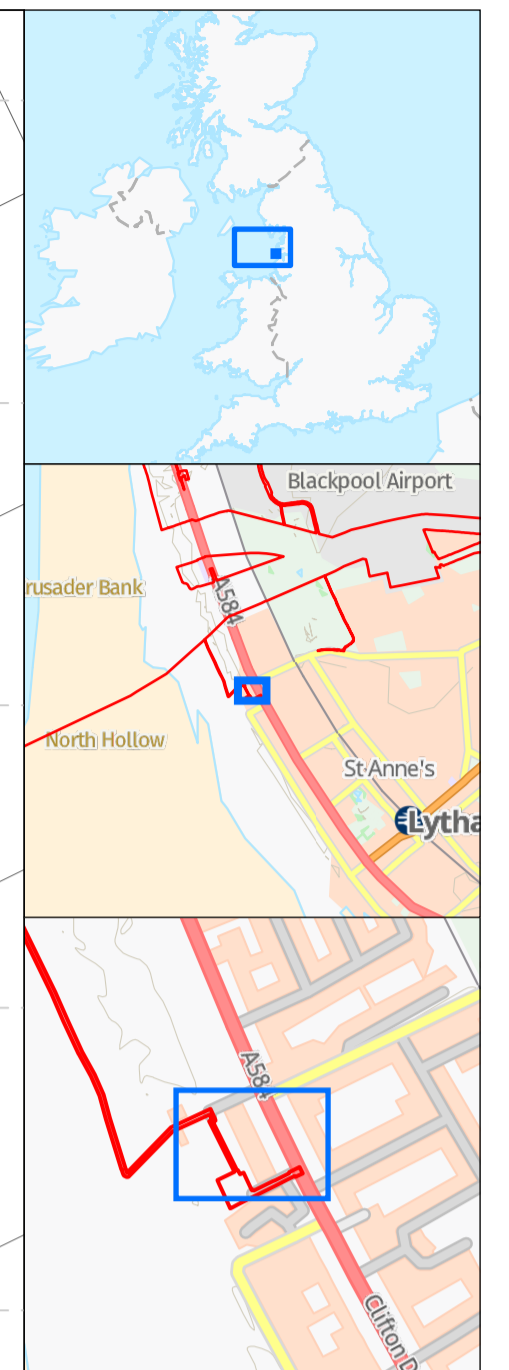 Blackpool Airport
rusader Bank
A584
North Hollow
St Anne's
Lytha
A584
Clifton D